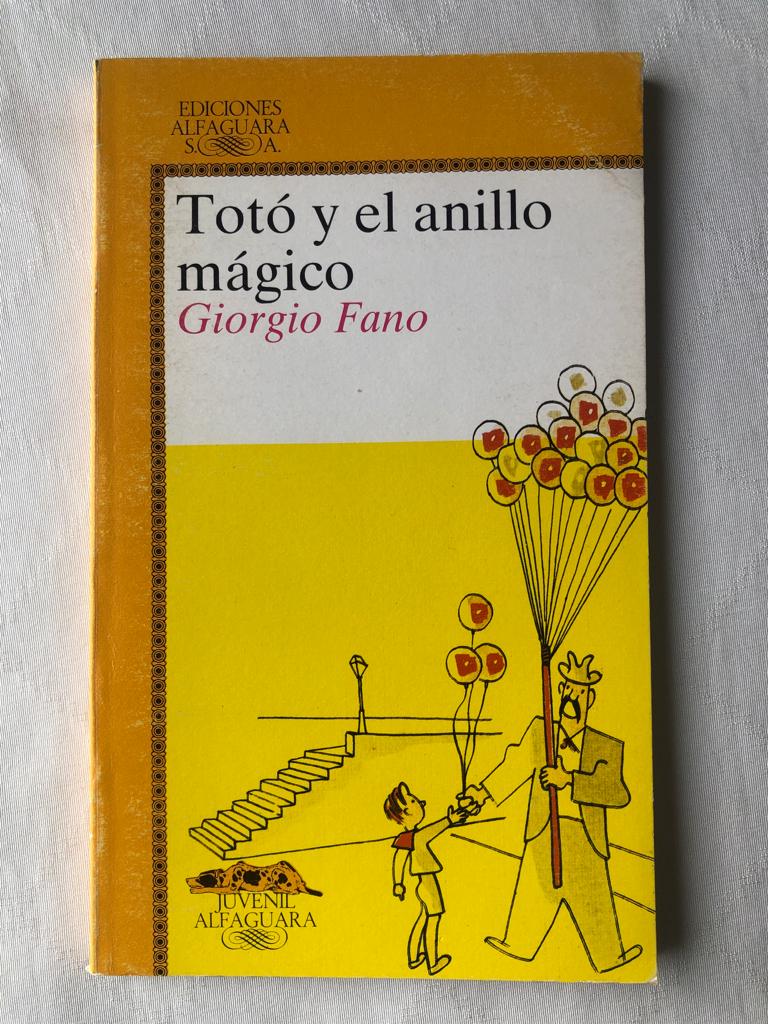 EDICIONES
ALFAGUARA
S. A.
Totó y el anillo
mágico
Giorgio Fano
JUVENIL
ALFAGUARA